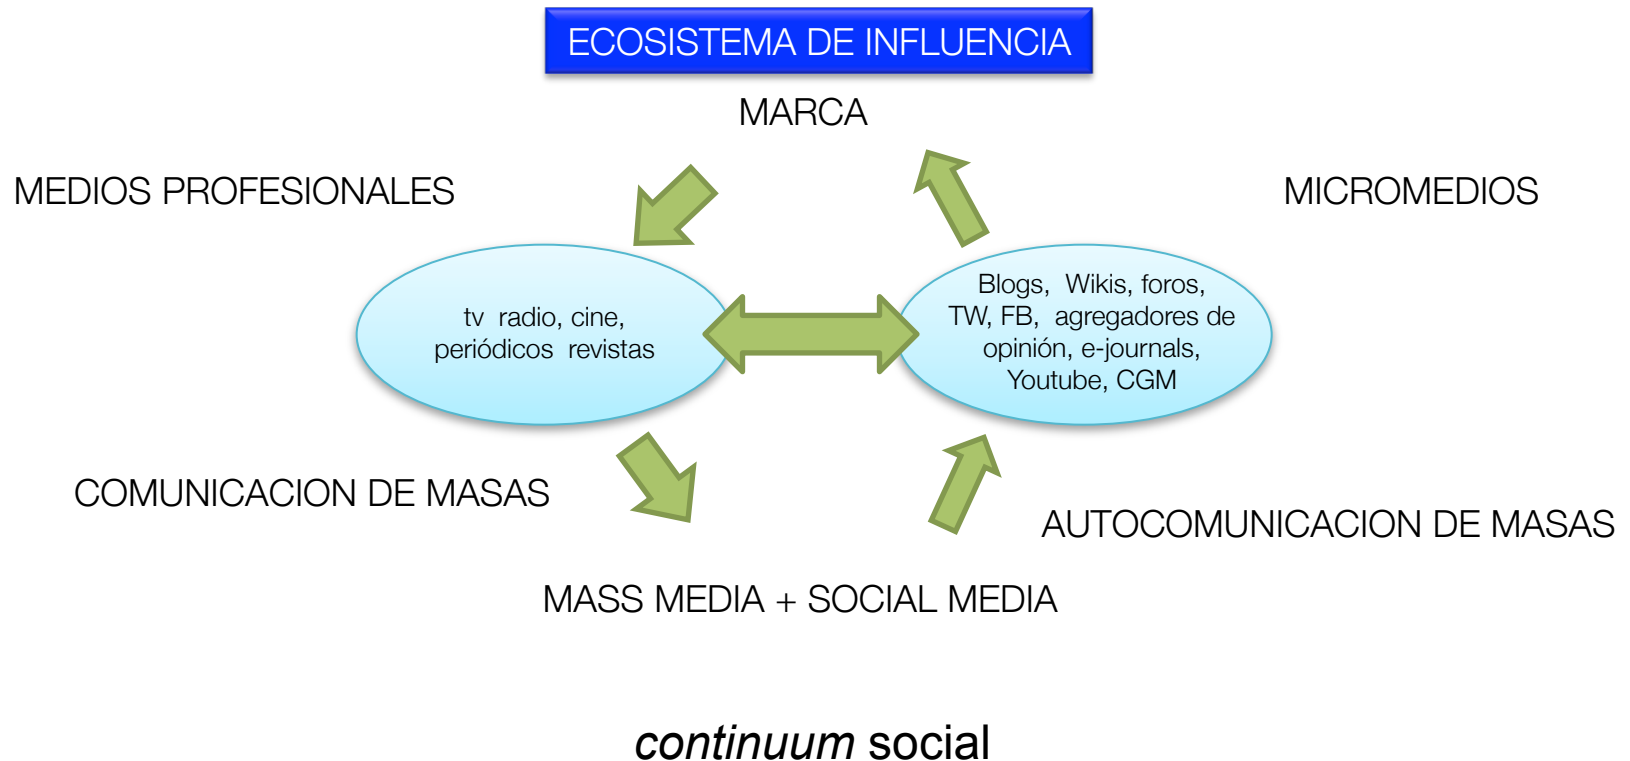 ECOSISTEMA DE INFLUENCIA
MARCA
MEDIOS PROFESIONALES
MICROMEDIOS
tv radio, cine,
periódicos revistas
Blogs, Wikis, foros,
TW, FB, agregadores de
opinión, e-journals,
Youtube, CGM
COMUNICACION DE MASAS
AUTOCOMUNICACION DE MASAS
MASS MEDIA + SOCIAL MEDIA
continuum social